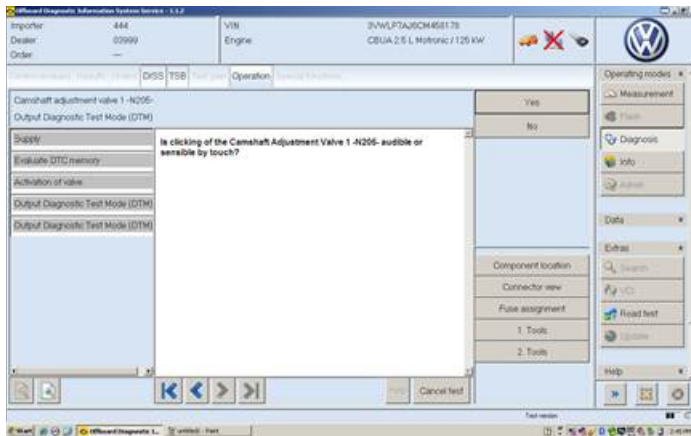 Offboard Diagnostic Information System Service - 1.1.2
Importer: 444
Dealer: 03999
Order: ---
VIN:
Engine: CBUA 2.5 L Motronic / 125 kW
DISS TSB Operation
Camshaft adjustment valve 1 -N205-
Output Diagnostic Test Mode (DTM)
Supply
Evaluate DTC memory
Activation of valve
Output Diagnostic Test Mode (DTM)
Output Diagnostic Test Mode (DTM)
Is clicking of the Camshaft Adjustment Valve 1 -N205- audible or
sensible by touch?
Yes
No
Component location
Connector view
Fuse assignment
1. Tools
2. Tools
Cancel test
Operating modes
Measurement
Flash
Diagnosis
Info
Admin
Data
Extras
Search
VCI
Road test
Update
Help
Test version
Start
Offboard Diagnostic I...
untitled - Paint
2:45 PM